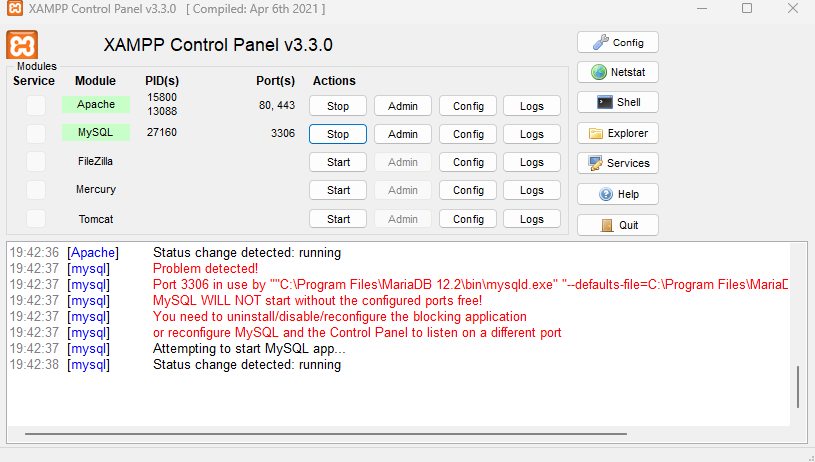 XAMPP Control Panel v3.3.0 [ Compiled: Apr 6th 2021 ]
XAMPP Control Panel v3.3.0
Config
Modules
Service Module PID(s) Port(s) Actions
Netstat
Apache 15800 13088 80, 443 Stop Admin Config Logs
Shell
MySQL 27160 3306 Stop Admin Config Logs
Explorer
FileZilla Start Admin Config Logs
Services
Mercury Start Admin Config Logs
Help
Tomcat Start Admin Config Logs
Quit
19:42:36 [Apache] Status change detected: running
19:42:37 [mysql] Problem detected!
19:42:37 [mysql] Port 3306 in use by ""C:\Program Files\MariaDB 12.2\bin\mysqld.exe" "--defaults-file=C:\Program Files\MariaD
19:42:37 [mysql] MySQL WILL NOT start without the configured ports free!
19:42:37 [mysql] You need to uninstall/disable/reconfigure the blocking application
19:42:37 [mysql] or reconfigure MySQL and the Control Panel to listen on a different port
19:42:37 [mysql] Attempting to start MySQL app...
19:42:38 [mysql] Status change detected: running